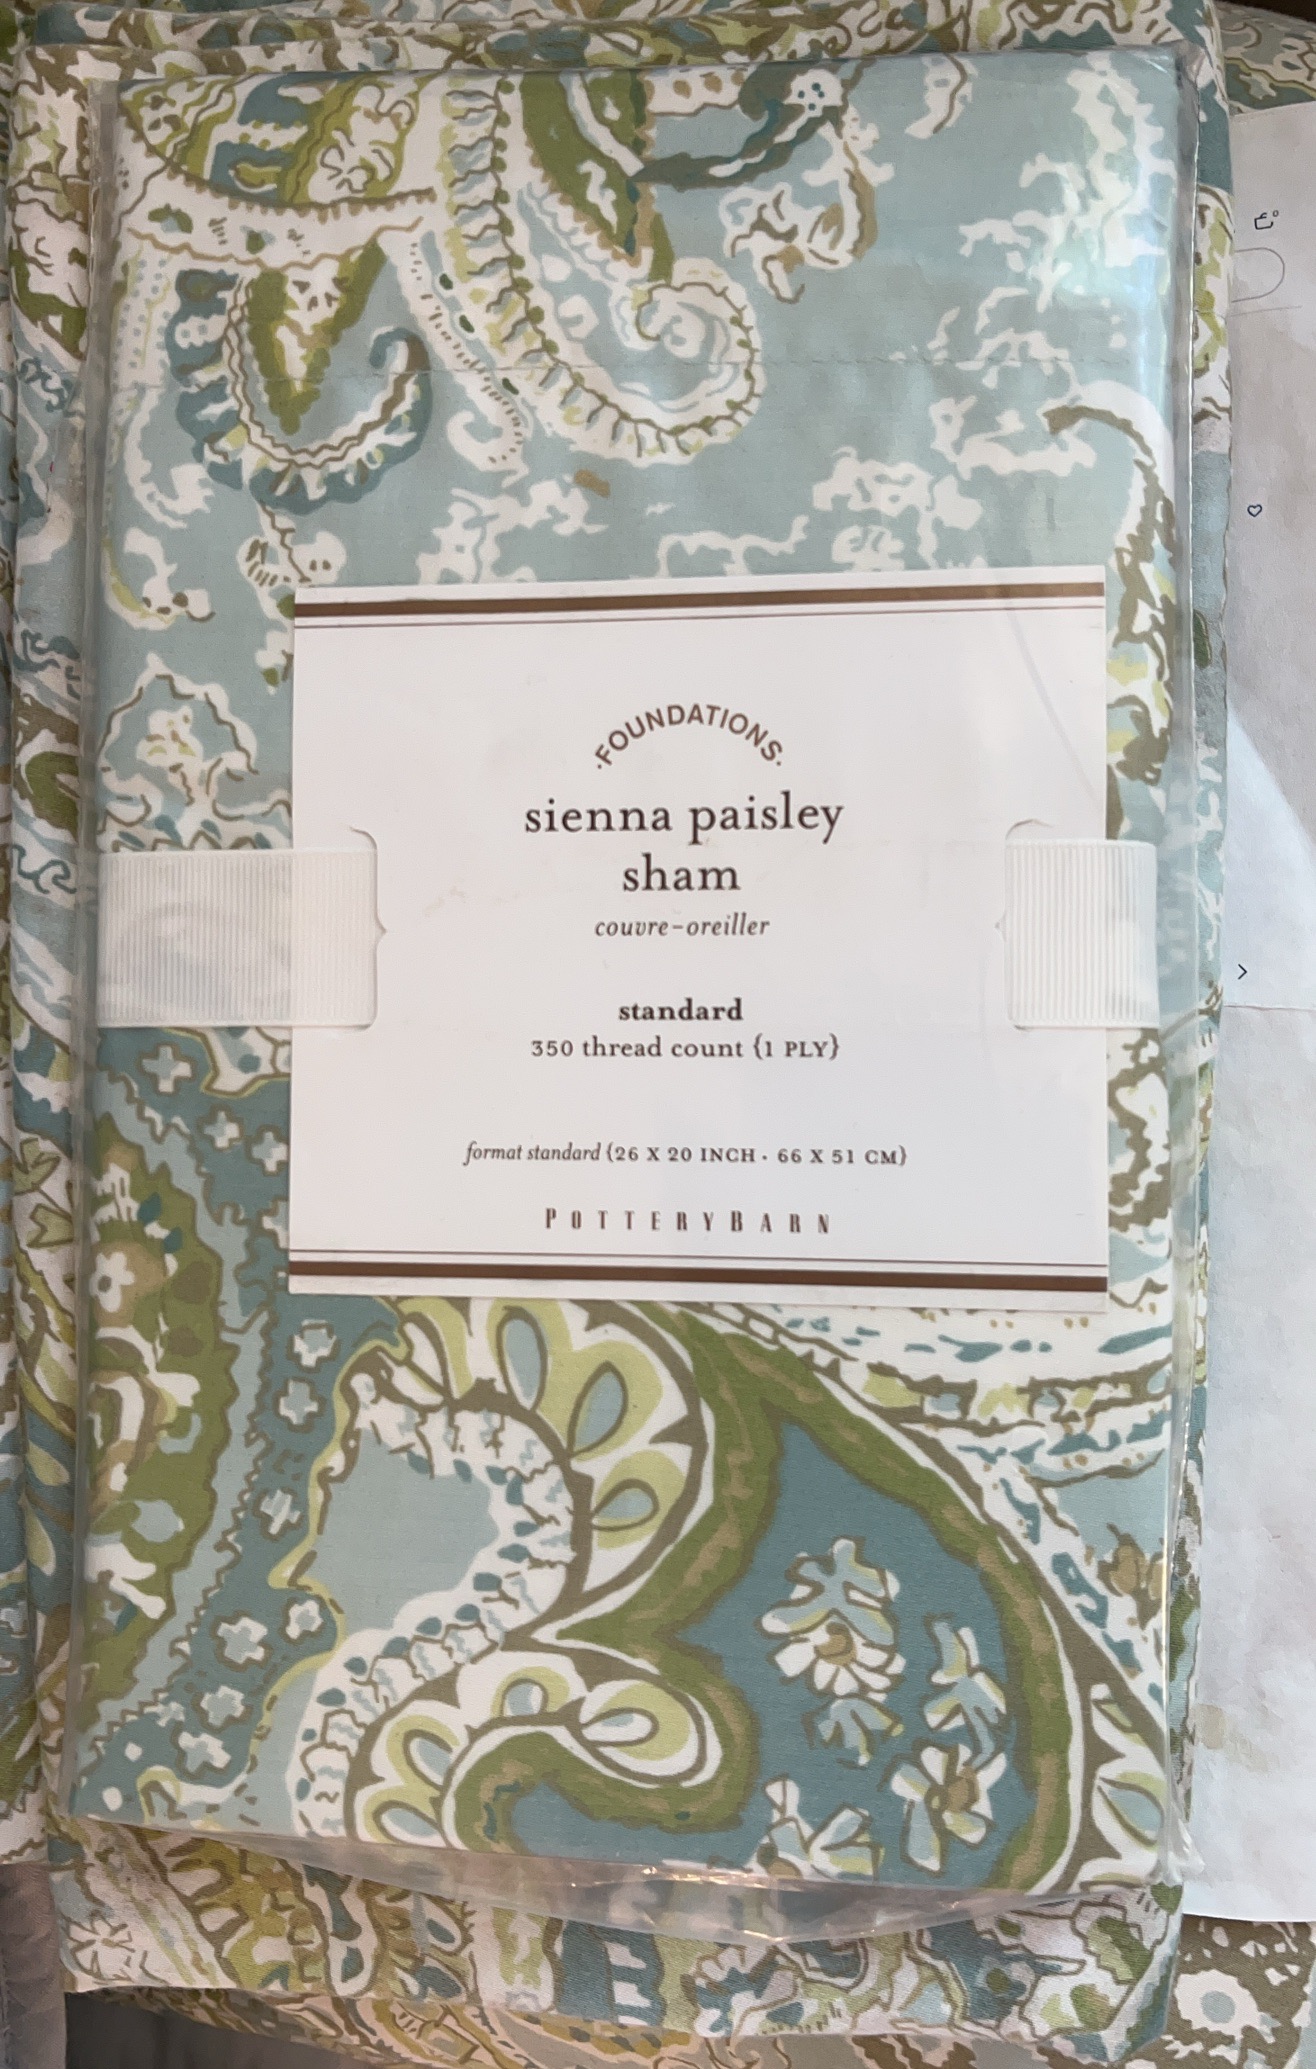 ·FOUNDATIONS·
sienna paisley
sham
couvre-oreiller
standard
350 thread count {1 PLY}
format standard {26 X 20 INCH · 66 X 51 CM}
POTTERYBARN